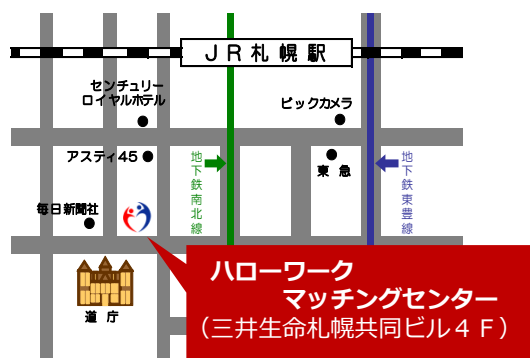 JR札幌駅
センチュリー
ロイヤルホテル
ビックカメラ
アスティ45
地下鉄南北線
東急
地下鉄東豊線
毎日新聞社
道庁
ハローワーク
マッチングセンター
(三井生命札幌共同ビル4F)